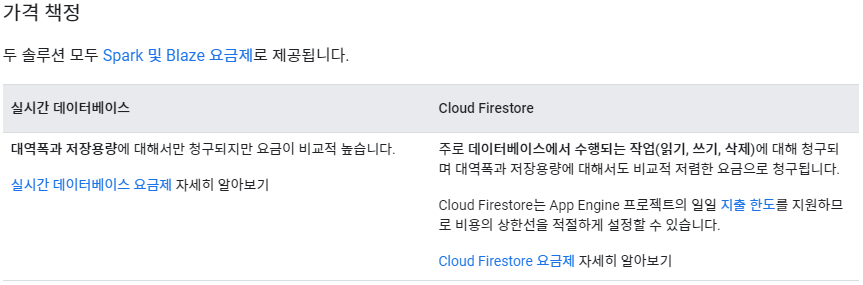 가격 책정
두 솔루션 모두 Spark 및 Blaze 요금제로 제공됩니다.
실시간 데이터베이스
Cloud Firestore
대역폭과 저장용량에 대해서만 청구되지만 요금이 비교적 높습니다.
실시간 데이터베이스 요금제 자세히 알아보기
주로 데이터베이스에서 수행되는 작업(읽기, 쓰기, 삭제)에 대해 청구되
며 대역폭과 저장용량에 대해서도 비교적 저렴한 요금으로 청구됩니다.
Cloud Firestore는 App Engine 프로젝트의 일일 지출 한도를 지원하므
로 비용의 상한선을 적절하게 설정할 수 있습니다.
Cloud Firestore 요금제 자세히 알아보기